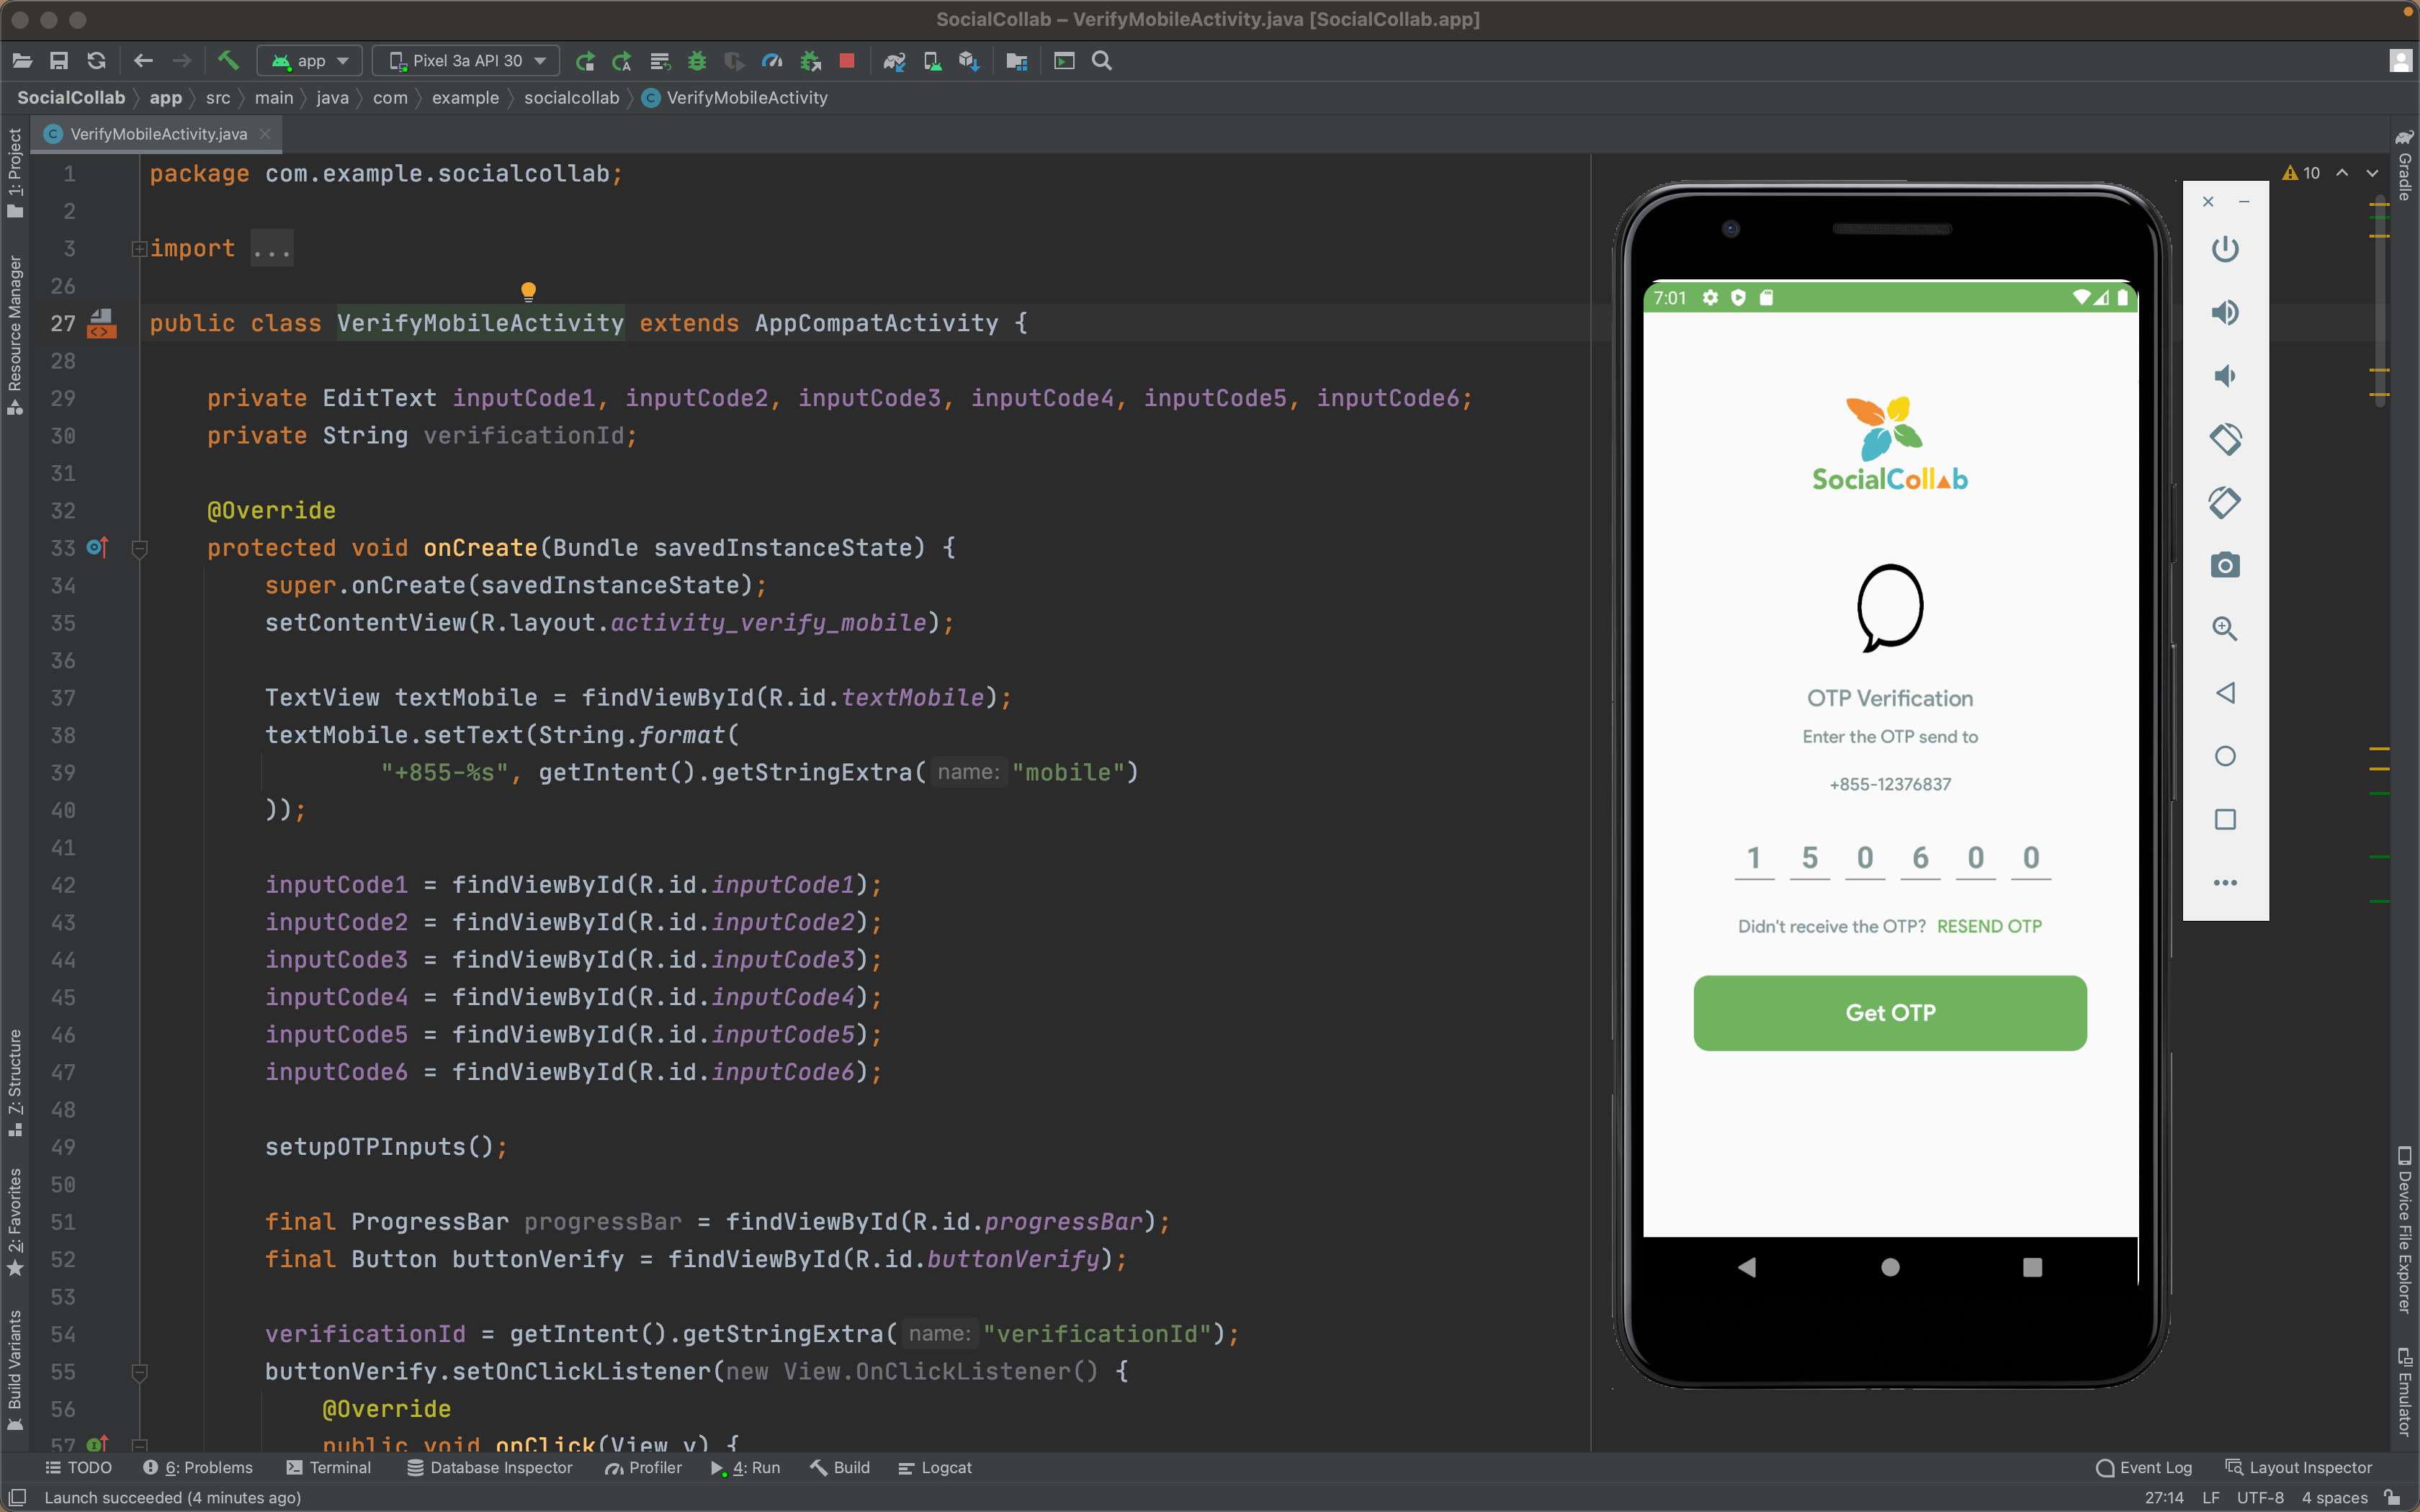 SocialCollab – VerifyMobileActivity.java [SocialCollab.app]
app
Pixel 3a API 30
A
SocialCollab
app
src
main
java
com
example
socialcollab
C VerifyMobileActivity
C VerifyMobileActivity.java
1: Project
Resource Manager
7: Structure
2: Favorites
Build Variants
1 package com.example.socialcollab;
2
3 import ...
26
27 public class VerifyMobileActivity extends AppCompatActivity {
28
29 private EditText inputCode1, inputCode2, inputCode3, inputCode4, inputCode5, inputCode6;
30 private String verificationId;
31
32 @Override
33 protected void onCreate(Bundle savedInstanceState) {
34 super.onCreate(savedInstanceState);
35 setContentView(R.layout.activity_verify_mobile);
36
37 TextView textMobile = findViewById(R.id.textMobile);
38 textMobile.setText(String.format(
39 "+855-%s", getIntent().getStringExtra( name: "mobile")
40 ));
41
42 inputCode1 = findViewById(R.id.inputCode1);
43 inputCode2 = findViewById(R.id.inputCode2);
44 inputCode3 = findViewById(R.id.inputCode3);
45 inputCode4 = findViewById(R.id.inputCode4);
46 inputCode5 = findViewById(R.id.inputCode5);
47 inputCode6 = findViewById(R.id.inputCode6);
48
49 setupOTPInputs();
50
51 final ProgressBar progressBar = findViewById(R.id.progressBar);
52 final Button buttonVerify = findViewById(R.id.buttonVerify);
53
54 verificationId = getIntent().getStringExtra( name: "verificationId");
55 buttonVerify.setOnClickListener(new View.OnClickListener() {
56 @Override
57 public void onClick(View v) {
7:01
SocialCollab
OTP Verification
Enter the OTP send to
+855-12376837
1 5 0 6 0 0
Didn't receive the OTP? RESEND OTP
Get OTP
10
Gradle
Device File Explorer
Emulator
TODO
6: Problems
Terminal
Database Inspector
Profiler
4: Run
Build
Logcat
Event Log
Layout Inspector
Launch succeeded (4 minutes ago)
27:14
LF
UTF-8
4 spaces